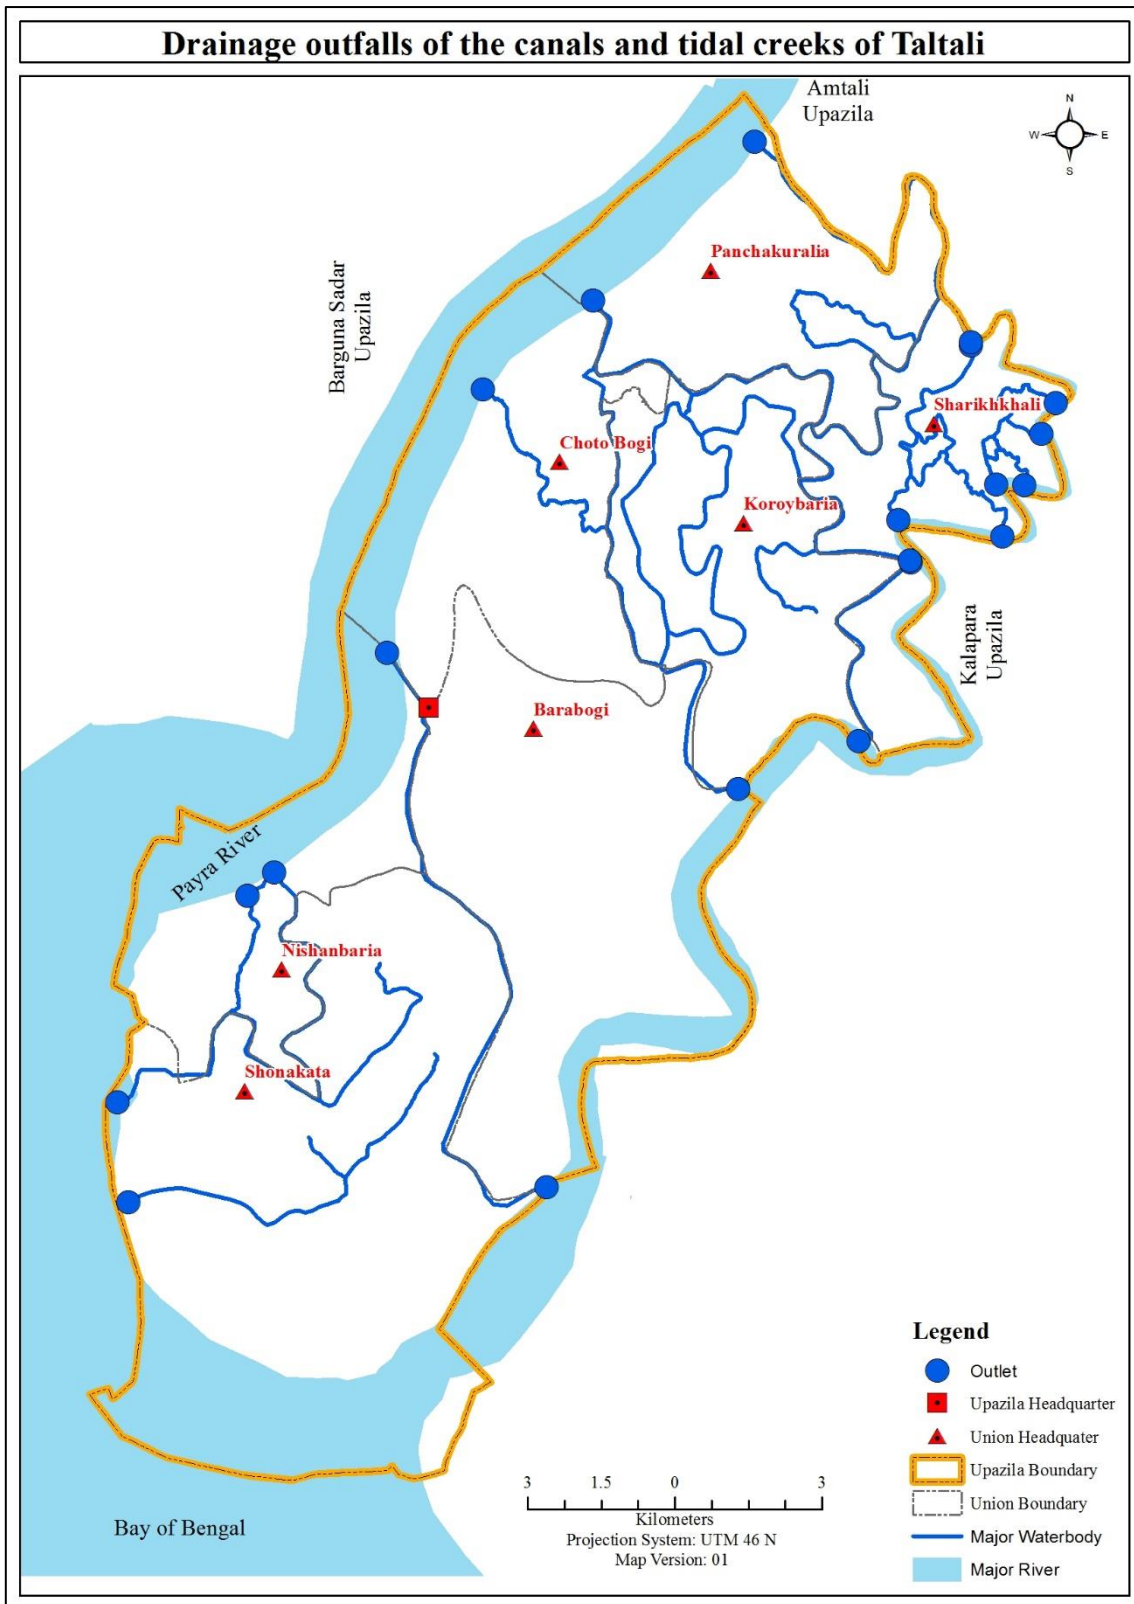 Drainage outfalls of the canals and tidal creeks of Taltali
Amtali
Upazila
N
W
E
S
Panchakuralia
Barguna Sadar
Upazila
Sharikhkhali
Choto Bogi
Koroybaria
Kalapara
Upazila
Barabogi
Payra River
Nishanbaria
Shonakata
Legend
Outlet
Upazila Headquarter
Union Headquater
Upazila Boundary
Union Boundary
Major Waterbody
Major River
3 1.5 0 3
Kilometers
Projection System: UTM 46 N
Map Version: 01
Bay of Bengal